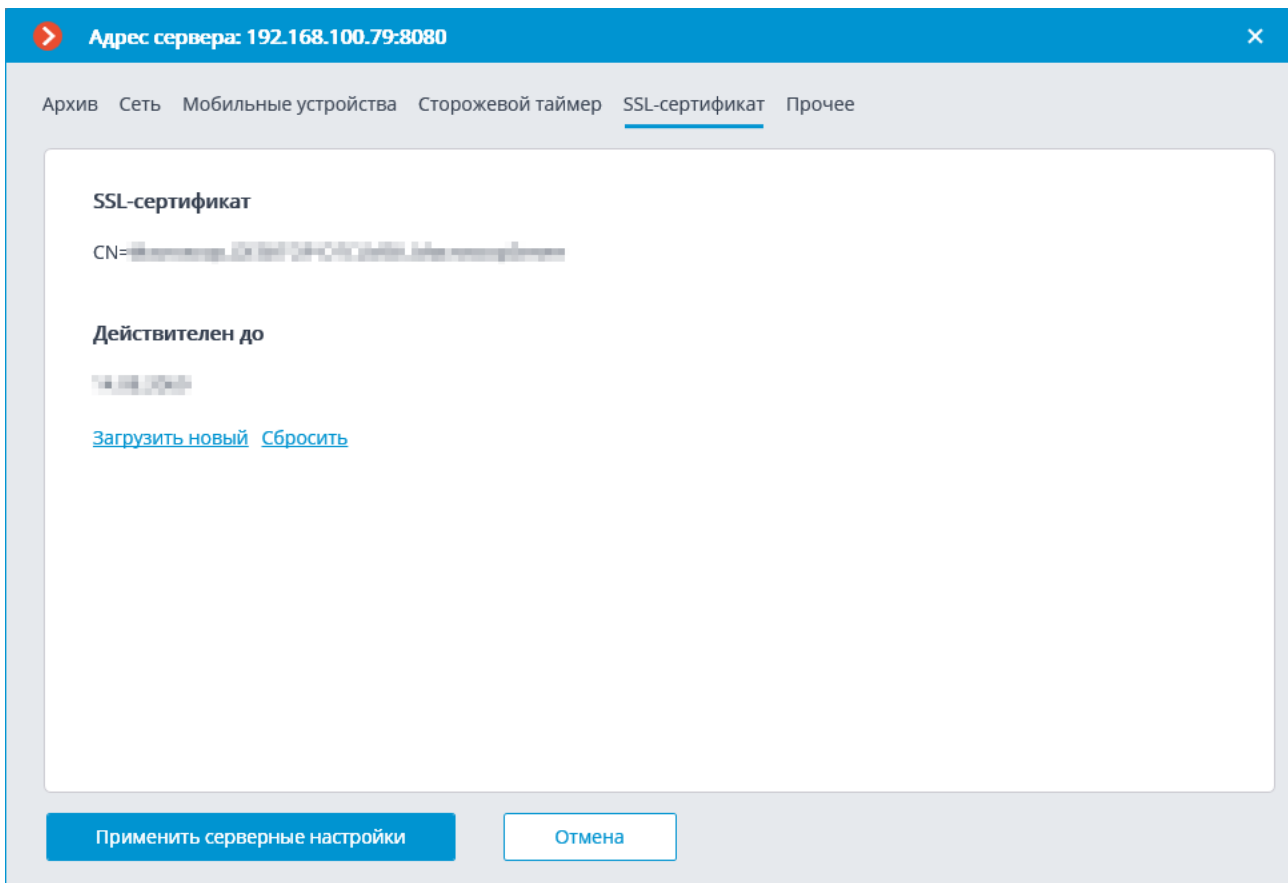 Адрес сервера: 192.168.100.79:8080
Архив Сеть Мобильные устройства Сторожевой таймер SSL-сертификат Прочее
SSL-сертификат
CN=
Действителен до
Загрузить новый Сбросить
Применить серверные настройки Отмена